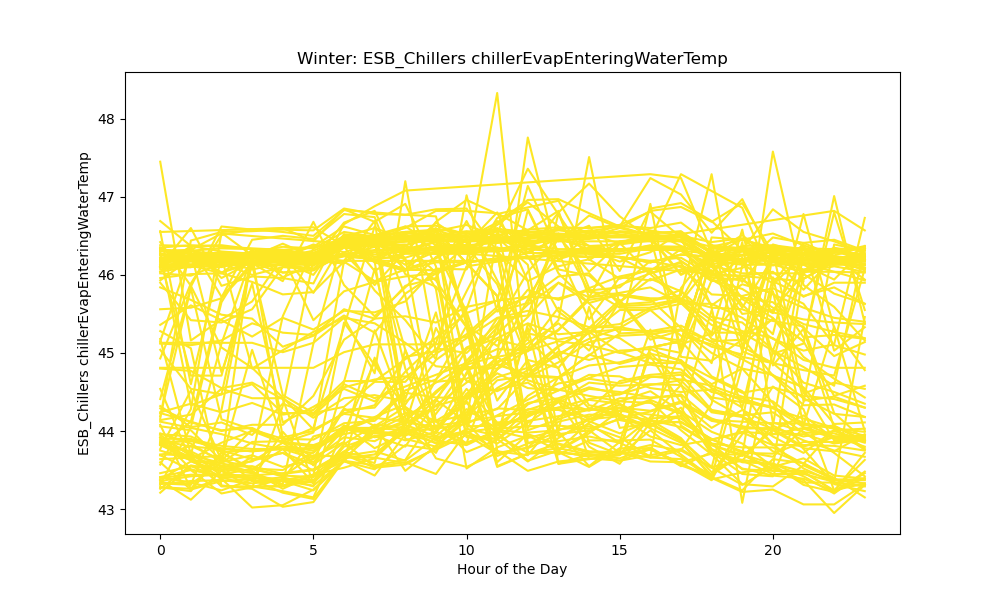 Winter: ESB_Chillers chillerEvapEnteringWaterTemp
ESB_Chillers chillerEvapEnteringWaterTemp
48
47
46
45
44
43
0 5 10 15 20
Hour of the Day